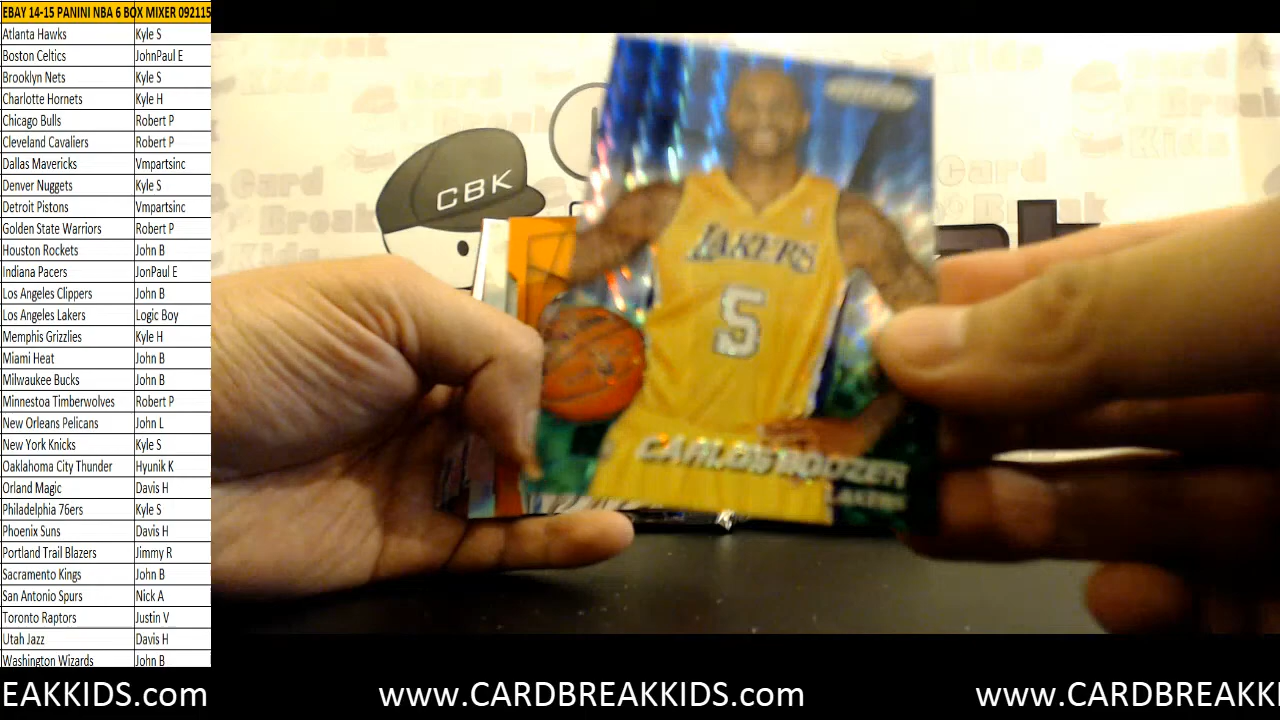 EBAY 14-15 PANINI NBA 6 BOX MIXER 092115
Atlanta Hawks Kyle S
Boston Celtics JohnPaul E
Brooklyn Nets Kyle S
Charlotte Hornets Kyle H
Chicago Bulls Robert P
Cleveland Cavaliers Robert P
Dallas Mavericks Vmpartsinc
Denver Nuggets Kyle S
Detroit Pistons Vmpartsinc
Golden State Warriors Robert P
Houston Rockets John B
Indiana Pacers JonPaul E
Los Angeles Clippers John B
Los Angeles Lakers Logic Boy
Memphis Grizzlies Kyle H
Miami Heat John B
Milwaukee Bucks John B
Minnestoa Timberwolves Robert P
New Orleans Pelicans John L
New York Knicks Kyle S
Oaklahoma City Thunder Hyunik K
Orland Magic Davis H
Philadelphia 76ers Kyle S
Phoenix Suns Davis H
Portland Trail Blazers Jimmy R
Sacramento Kings John B
San Antonio Spurs Nick A
Toronto Raptors Justin V
Utah Jazz Davis H
Washington Wizards John B
Card Break Kids
CBK
LAKERS
5
CARLOS BOOZER
LAKERS
EAKKIDS.com www.CARDBREAKKIDS.com www.CARDBREAKKI